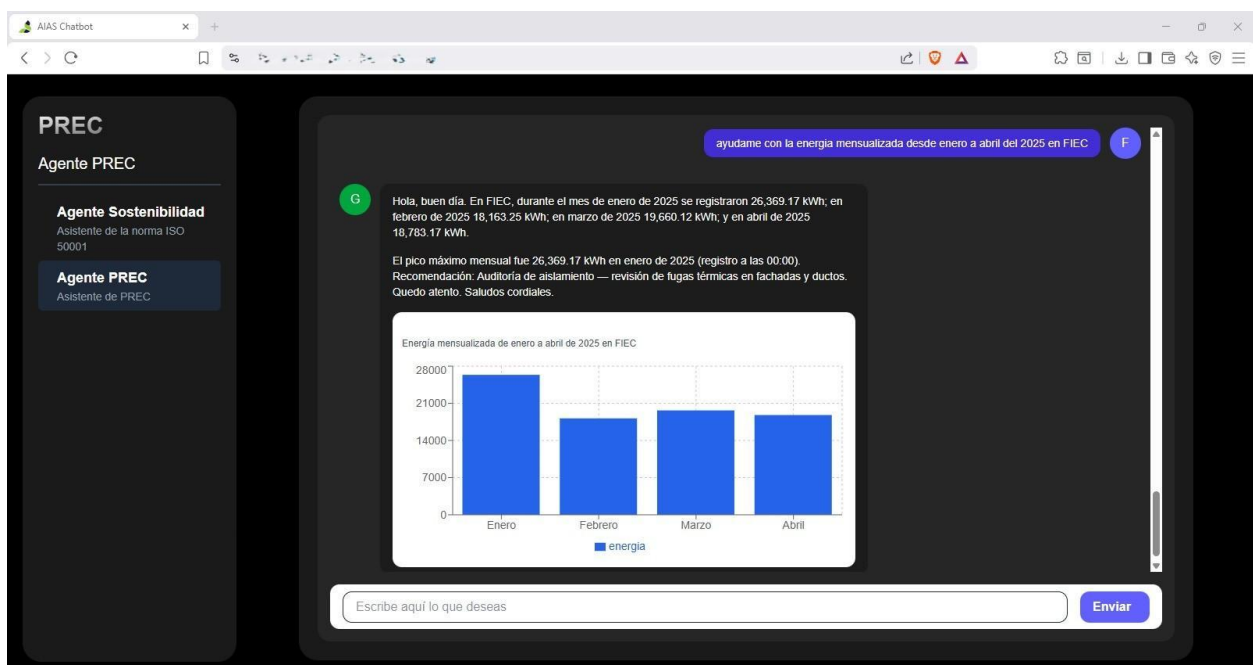 AIAS Chatbot
PREC
Agente PREC
Agente Sostenibilidad
Asistente de la norma ISO
50001
Agente PREC
Asistente de PREC
ayudame con la energia mensualizada desde enero a abril del 2025 en FIEC
F
G
Hola, buen día. En FIEC, durante el mes de enero de 2025 se registraron 26,369.17 kWh; en
febrero de 2025 18,163.25 kWh; en marzo de 2025 19,660.12 kWh; y en abril de 2025
18,783.17 kWh.
El pico máximo mensual fue 26,369.17 kWh en enero de 2025 (registro a las 00:00).
Recomendación: Auditoría de aislamiento — revisión de fugas térmicas en fachadas y ductos.
Quedo atento. Saludos cordiales.
Energía mensualizada de enero a abril de 2025 en FIEC
28000
21000
14000
7000
0
Enero Febrero Marzo Abril
energia
Escribe aquí lo que deseas
Enviar